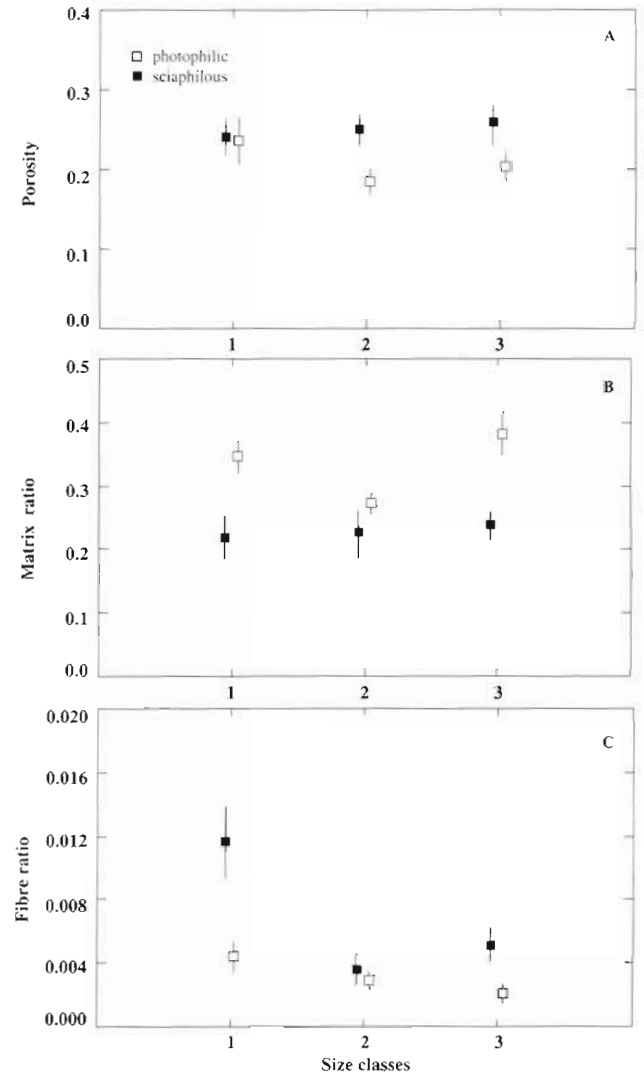 0.4
A
photophilic
sciaphilous
0.3
Porosity
0.2
0.1
0.0
1 2 3
0.5
B
0.4
0.3
Matrix ratio
0.2
0.1
0.0
1 2 3
0.020
C
0.016
0.012
Fibre ratio
0.008
0.004
0.000
1 2 3
Size classes